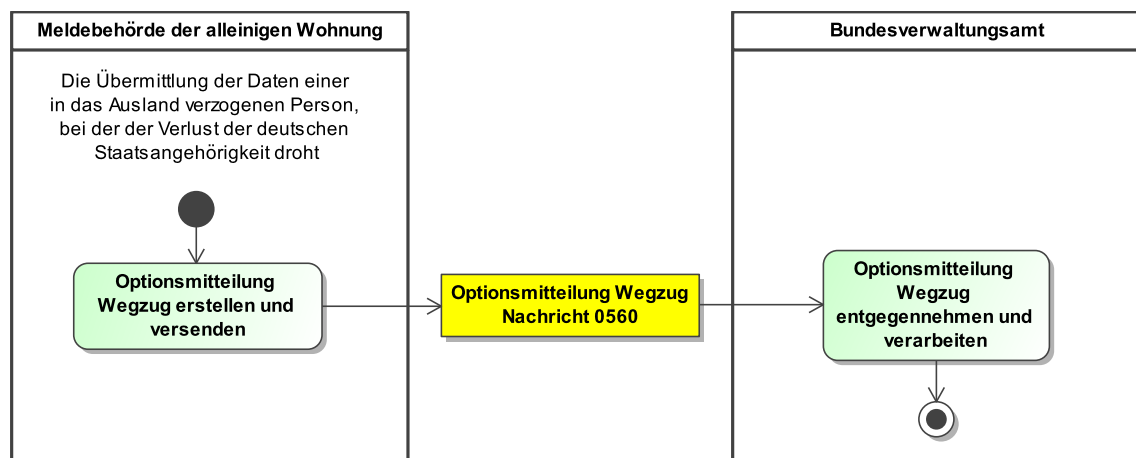 Meldebehörde der alleinigen Wohnung
Die Übermittlung der Daten einer
in das Ausland verzogenen Person,
bei der der Verlust der deutschen
Staatsangehörigkeit droht
Optionsmitteilung
Wegzug erstellen und
versenden
Optionsmitteilung Wegzug
Nachricht 0560
Bundesverwaltungsamt
Optionsmitteilung
Wegzug
entgegennehmen und
verarbeiten